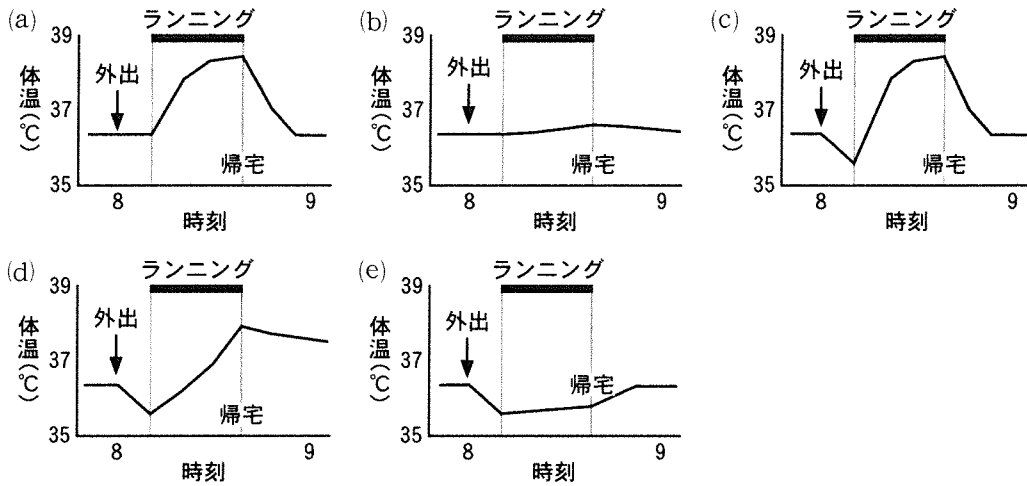 (a)
ランニング
39
37
35
体温(℃)
外出
帰宅
8
9
時刻
(b)
ランニング
39
37
35
体温(℃)
外出
帰宅
8
9
時刻
(c)
ランニング
39
37
35
体温(℃)
外出
帰宅
8
9
時刻
(d)
ランニング
39
37
35
体温(℃)
外出
帰宅
8
9
時刻
(e)
ランニング
39
37
35
体温(℃)
外出
帰宅
8
9
時刻